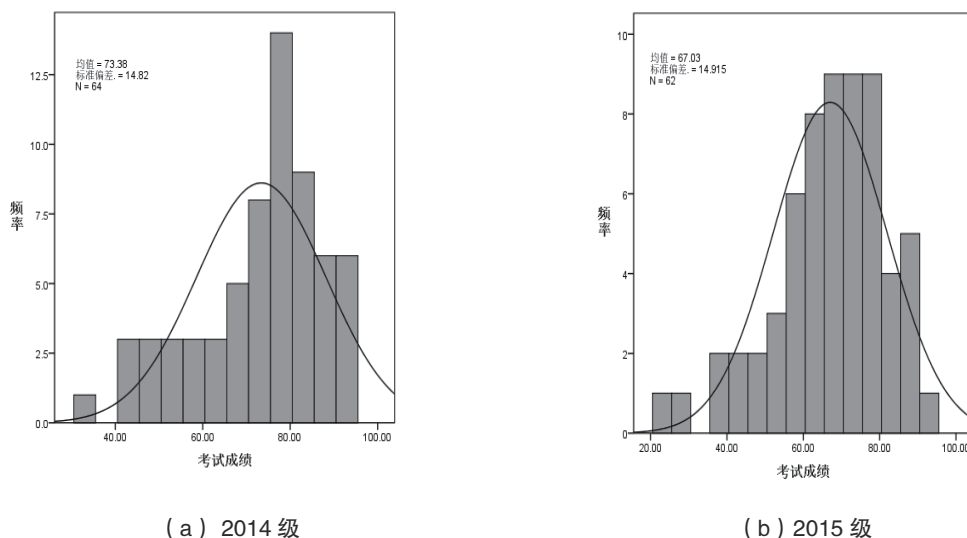 均值 = 73.38
标准偏差. = 14.82
N = 64
12.5
10.0
7.5
5.0
2.5
0.0
频率
40.00 60.00 80.00 100.00
考试成绩
(a) 2014 级
均值 = 67.03
标准偏差. = 14.915
N = 62
10
8
6
4
2
0
频率
20.00 40.00 60.00 80.00 100.00
考试成绩
(b) 2015 级